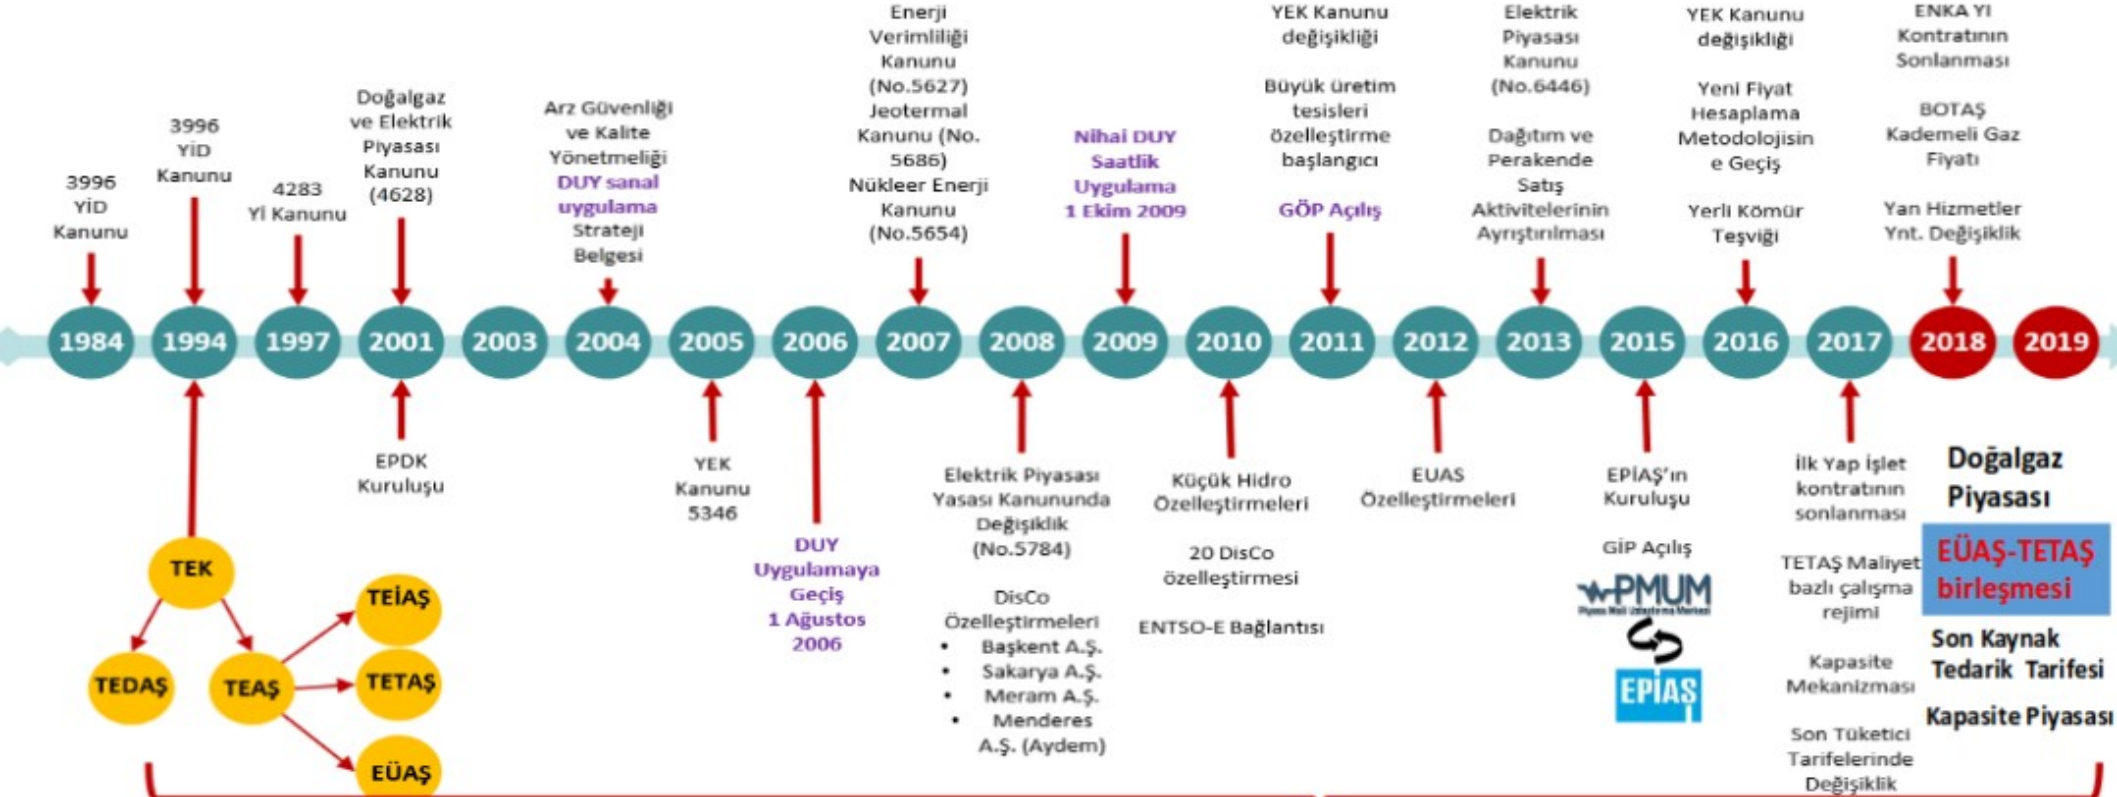 3996
YİD
Kanunu
3996
YİD
Kanunu
4283
Yİ Kanunu
Doğalgaz
ve Elektrik
Piyasası
Kanunu
(4628)
Arz Güvenliği
ve Kalite
Yönetmeliği
DUY sanal
uygulama
Strateji
Belgesi
Enerji
Verimliliği
Kanunu
(No.5627)
Jeotermal
Kanunu (No.
5686)
Nükleer Enerji
Kanunu
(No.5654)
Nihai DUY
Saatlik
Uygulama
1 Ekim 2009
YEK Kanunu
değişikliği
Büyük üretim
tesisleri
özelleştirme
başlangıcı
GÖP Açılış
Elektrik
Piyasası
Kanunu
(No.6446)
Dağıtım ve
Perakende
Satış
Aktivitelerinin
Ayrıştırılması
YEK Kanunu
değişikliği
Yeni Fiyat
Hesaplama
Metodolojisin
e Geçiş
Yerli Kömür
Teşviği
ENKA YI
Kontratının
Sonlanması
BOTAŞ
Kademeli Gaz
Fiyatı
Yan Hizmetler
Ynt. Değişiklik
1984
1994
1997
2001
2003
2004
2005
2006
2007
2008
2009
2010
2011
2012
2013
2015
2016
2017
2018
2019
TEK
TEDAŞ
TEAŞ
TEİAŞ
TETAŞ
EÜAŞ
EPDK
Kuruluşu
YEK
Kanunu
5346
DUY
Uygulamaya
Geçiş
1 Ağustos
2006
Elektrik Piyasası
Yasası Kanununda
Değişiklik
(No.5784)
DisCo
Özelleştirmeleri
• Başkent A.Ş.
• Sakarya A.Ş.
• Meram A.Ş.
• Menderes
A.Ş. (Aydem)
Küçük Hidro
Özelleştirmeleri
20 DisCo
özelleştirmesi
ENTSO-E Bağlantısı
EUAS
Özelleştirmeleri
EPİAŞ'ın
Kuruluşu
GİP Açılış
PMUM
Piyasa Mali Uzlaştırma Merkezi
EPİAŞ
İlk Yap İşlet
kontratının
sonlanması
TETAŞ Maliyet
bazlı çalışma
rejimi
Kapasite
Mekanizması
Son Tüketici
Tarifelerinde
Değişiklik
Doğalgaz
Piyasası
EÜAŞ-TETAŞ
birleşmesi
Son Kaynak
Tedarik Tarifesi
Kapasite Piyasası